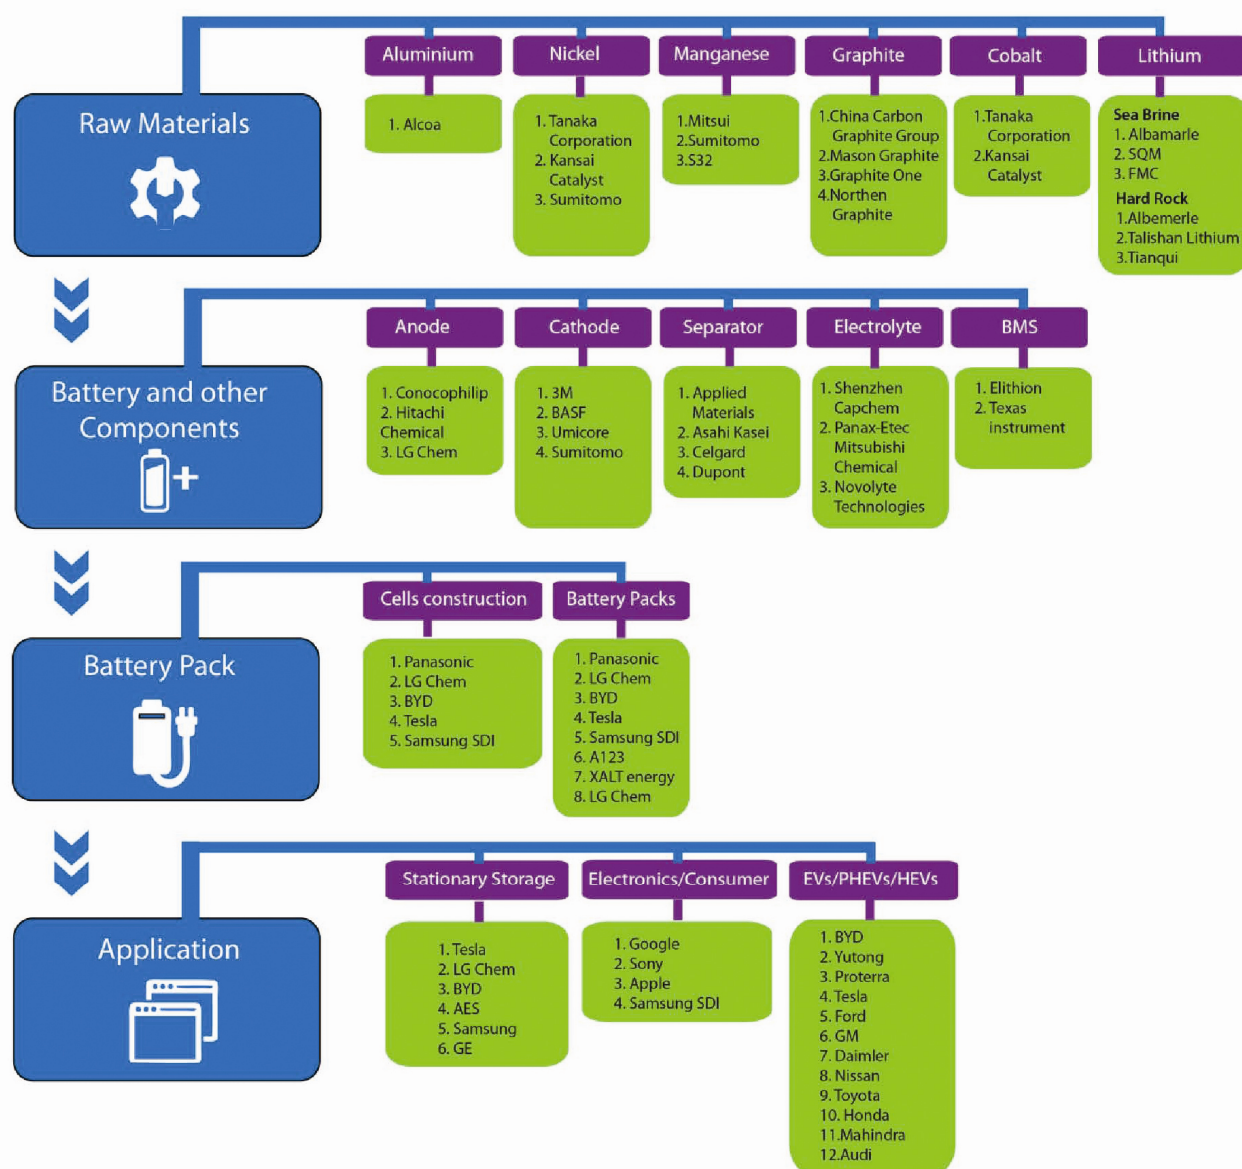 Raw Materials
Aluminium
1. Alcoa
Nickel
1. Tanaka
Corporation
2. Kansai
Catalyst
3. Sumitomo
Manganese
1.Mitsui
2.Sumitomo
3.S32
Graphite
1.China Carbon
Graphite Group
2.Mason Graphite
3.Graphite One
4.Northen
Graphite
Cobalt
1.Tanaka
Corporation
2.Kansai
Catalyst
Lithium
Sea Brine
1. Albamarle
2. SQM
3. FMC
Hard Rock
1.Albemerle
2.Talishan Lithium
3.Tianqui
Battery and other
Components
Anode
1. Conocophilip
2. Hitachi
Chemical
3. LG Chem
Cathode
1. 3M
2. BASF
3. Umicore
4. Sumitomo
Separator
1. Applied
Materials
2. Asahi Kasei
3. Celgard
4. Dupont
Electrolyte
1. Shenzhen
Capchem
2. Panax-Etec
Mitsubishi
Chemical
3. Novolyte
Technologies
BMS
1. Elithion
2. Texas
instrument
Battery Pack
Cells construction
1. Panasonic
2. LG Chem
3. BYD
4. Tesla
5. Samsung SDI
Battery Packs
1. Panasonic
2. LG Chem
3. BYD
4. Tesla
5. Samsung SDI
6. A123
7. XALT energy
8. LG Chem
Application
Stationary Storage
1. Tesla
2. LG Chem
3. BYD
4. AES
5. Samsung
6. GE
Electronics/Consumer
1. Google
2. Sony
3. Apple
4. Samsung SDI
EVs/PHEVs/HEVs
1. BYD
2. Yutong
3. Proterra
4. Tesla
5. Ford
6. GM
7. Daimler
8. Nissan
9. Toyota
10. Honda
11.Mahindra
12.Audi